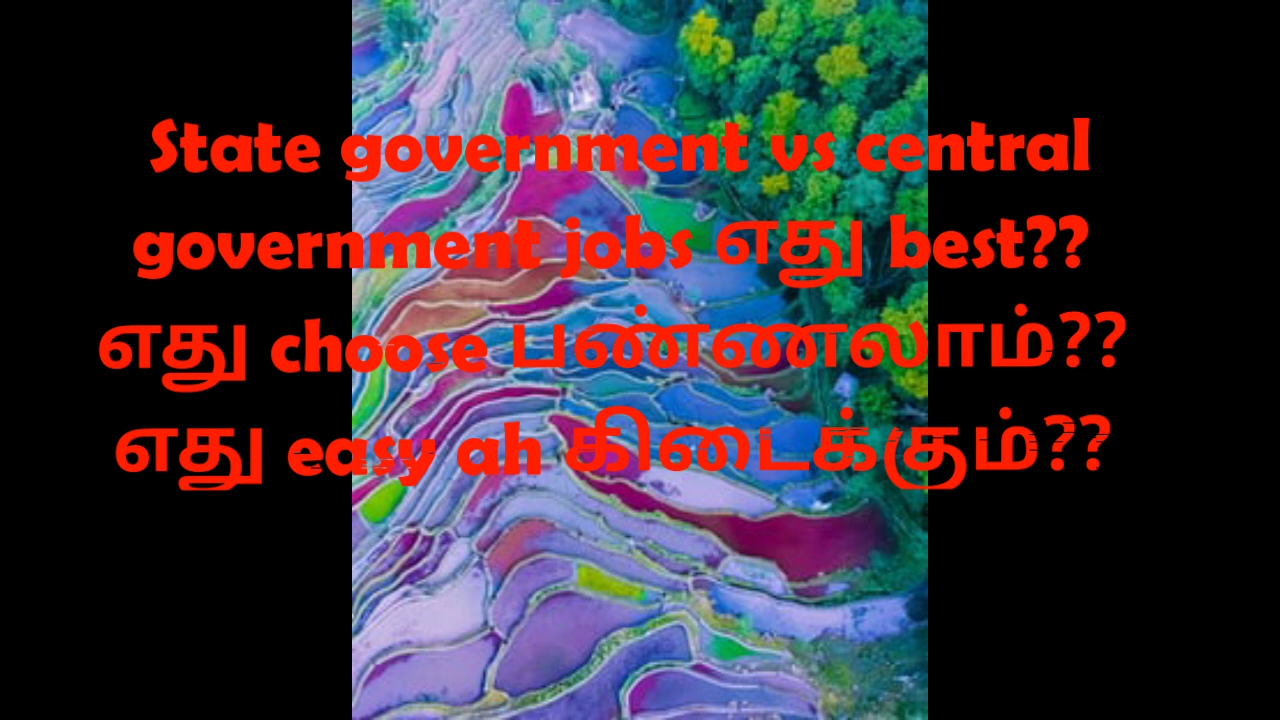 State government vs central
government jobs எது best??
எது choose பண்ணலாம்??
எது easy ah கிடைக்கும்??